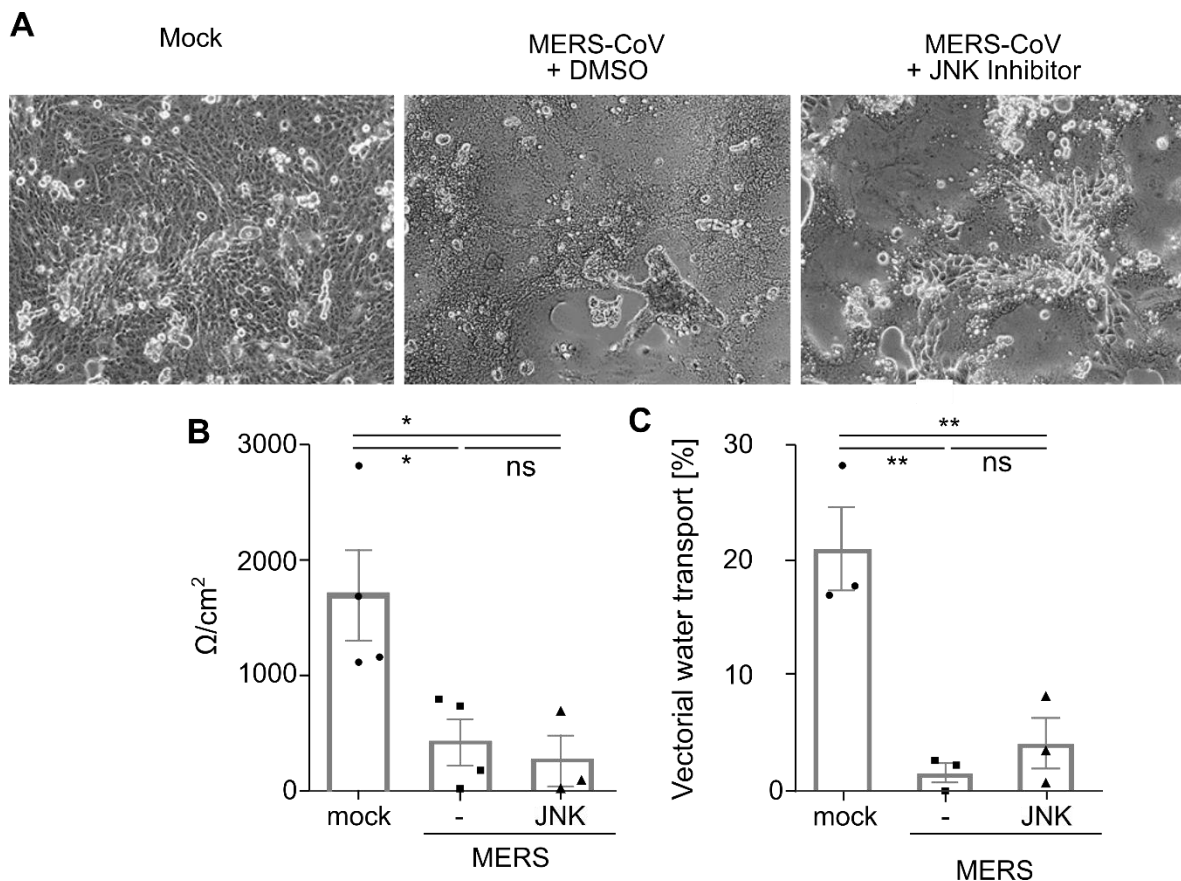 A
Mock
MERS-CoV
+ DMSO
MERS-CoV
+ JNK Inhibitor
B
Ω/cm²
3000
2000
1000
0
*
*
ns
mock
-
JNK
MERS
C
Vectorial water transport [%]
30
20
10
0
**
**
ns
mock
-
JNK
MERS